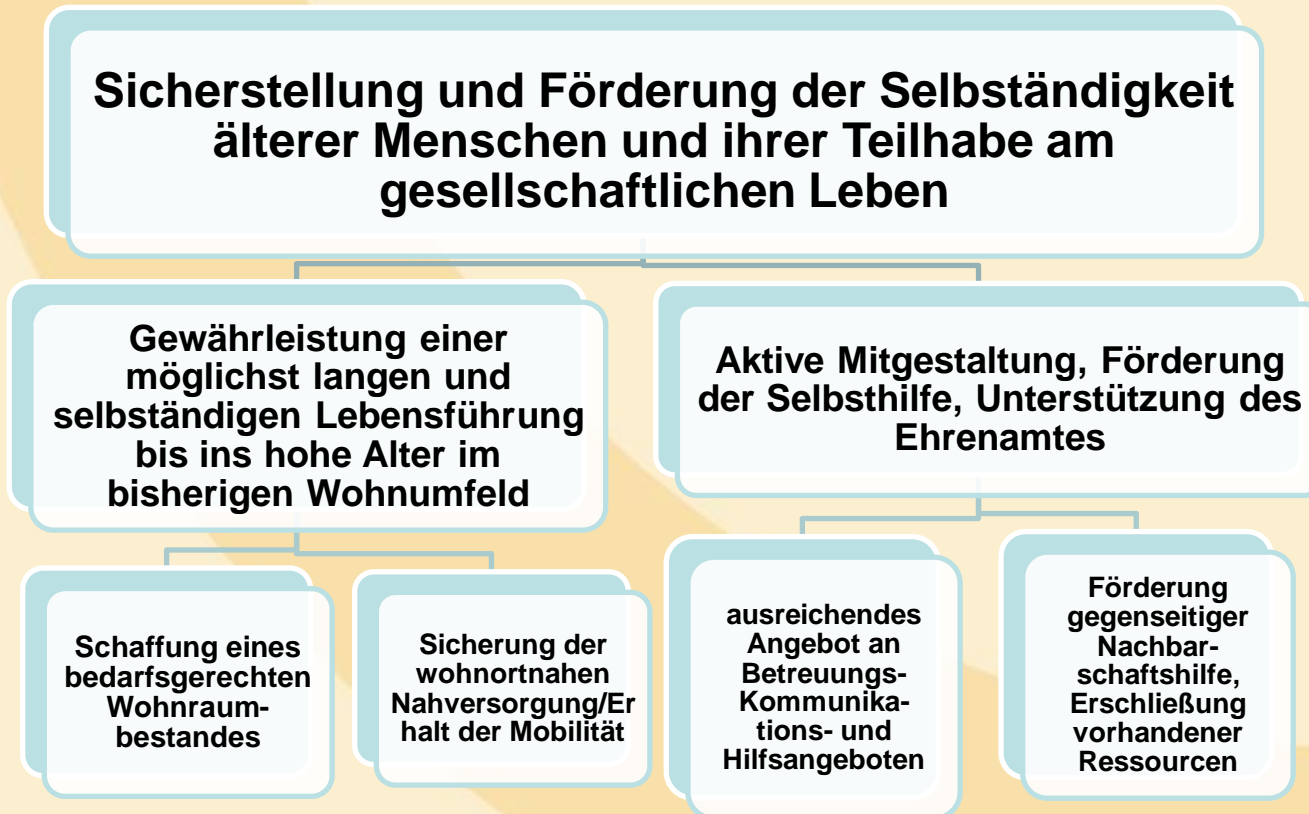 Sicherstellung und Förderung der Selbständigkeit
älterer Menschen und ihrer Teilhabe am
gesellschaftlichen Leben
Gewährleistung einer
möglichst langen und
selbständigen Lebensführung
bis ins hohe Alter im
bisherigen Wohnumfeld
Aktive Mitgestaltung, Förderung
der Selbsthilfe, Unterstützung des
Ehrenamtes
Schaffung eines
bedarfsgerechten
Wohnraum-
bestandes
Sicherung der
wohnortnahen
Nahversorgung/Er
halt der Mobilität
ausreichendes
Angebot an
Betreuungs-
Kommunika-
tions- und
Hilfsangeboten
Förderung
gegenseitiger
Nachbar-
schaftshilfe,
Erschließung
vorhandener
Ressourcen